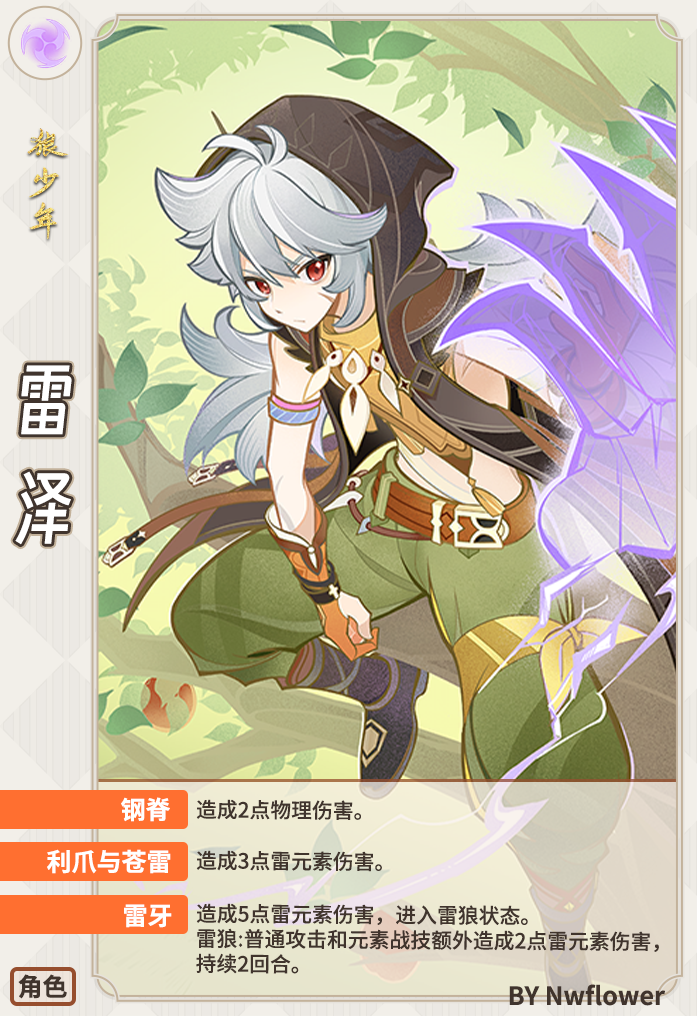 狼少年
雷泽
钢脊
造成2点物理伤害。
利爪与苍雷
造成3点雷元素伤害。
雷牙
造成5点雷元素伤害，进入雷狼状态。
雷狼:普通攻击和元素战技额外造成2点雷元素伤害，
持续2回合。
角色
BY Nwflower